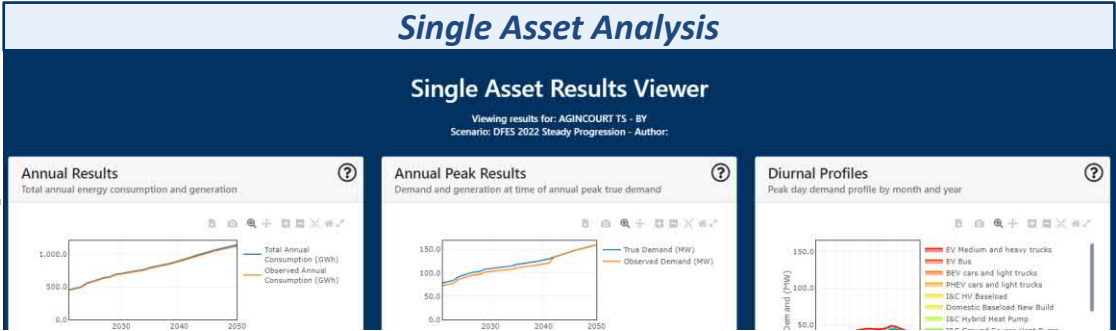 Single Asset Analysis
Single Asset Results Viewer
Viewing results for: AGINCOURT TS - BY
Scenario: DFES 2022 Steady Progression - Author:
Annual Results
Total annual energy consumption and generation
1,000.0
500.0
0.0
2030
2040
2050
Total Annual
Consumption (GWh)
Observed Annual
Consumption (GWh)
Annual Peak Results
Demand and generation at time of annual peak true demand
150.0
100.0
50.0
0.0
2030
2040
2050
True Demand (MW)
Observed Demand (MW)
Diurnal Profiles
Peak day demand profile by month and year
Demand (MW)
150.0
100.0
50.0
EV Medium and heavy trucks
EV Bus
BEV cars and light trucks
PHEV cars and light trucks
I&C HV Baseload
Domestic Baseload New Build
I&C Hybrid Heat Pump
I&C Ground Source Heat Pump